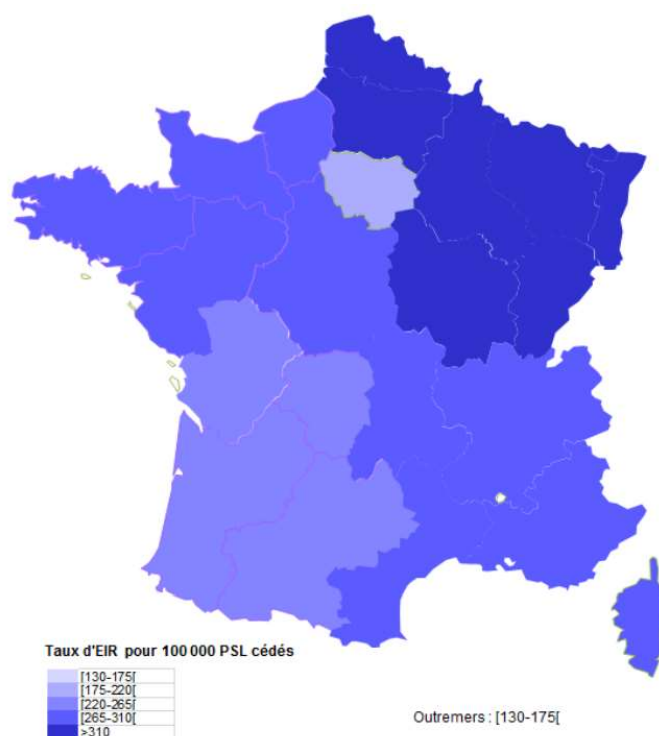 Taux d'EIR pour 100 000 PSL cédés
[130-175[
[175-220[
[220-265[
[265-310[
>310
Outremers : [130-175[